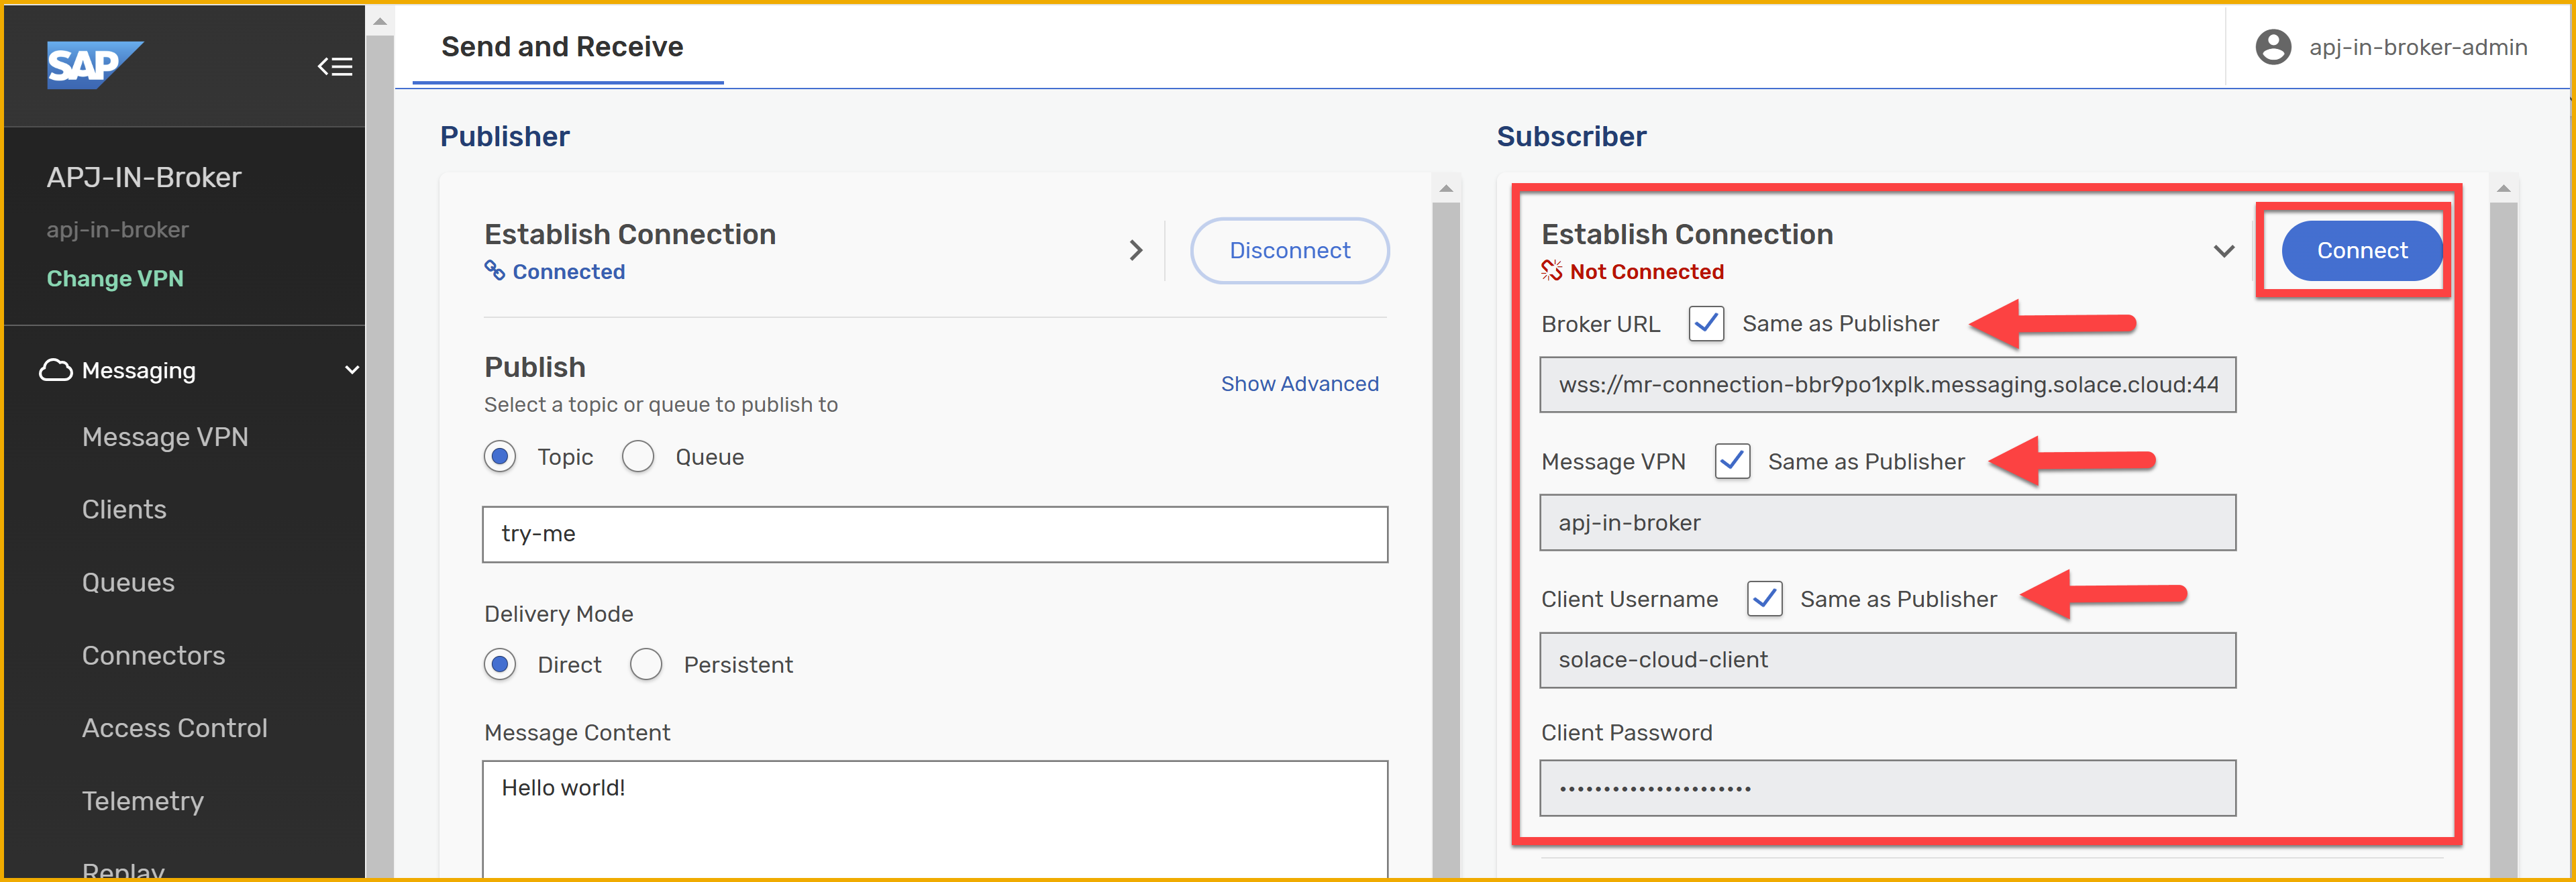 SAP
APJ-IN-Broker
apj-in-broker
Change VPN
Messaging
Message VPN
Clients
Queues
Connectors
Access Control
Telemetry
Replay
Send and Receive
apj-in-broker-admin
Publisher
Establish Connection
Connected
Disconnect
Publish
Show Advanced
Select a topic or queue to publish to
Topic
Queue
try-me
Delivery Mode
Direct
Persistent
Message Content
Hello world!
Subscriber
Establish Connection
Not Connected
Connect
Broker URL
Same as Publisher
wss://mr-connection-bbr9po1xplk.messaging.solace.cloud:44
Message VPN
Same as Publisher
apj-in-broker
Client Username
Same as Publisher
solace-cloud-client
Client Password